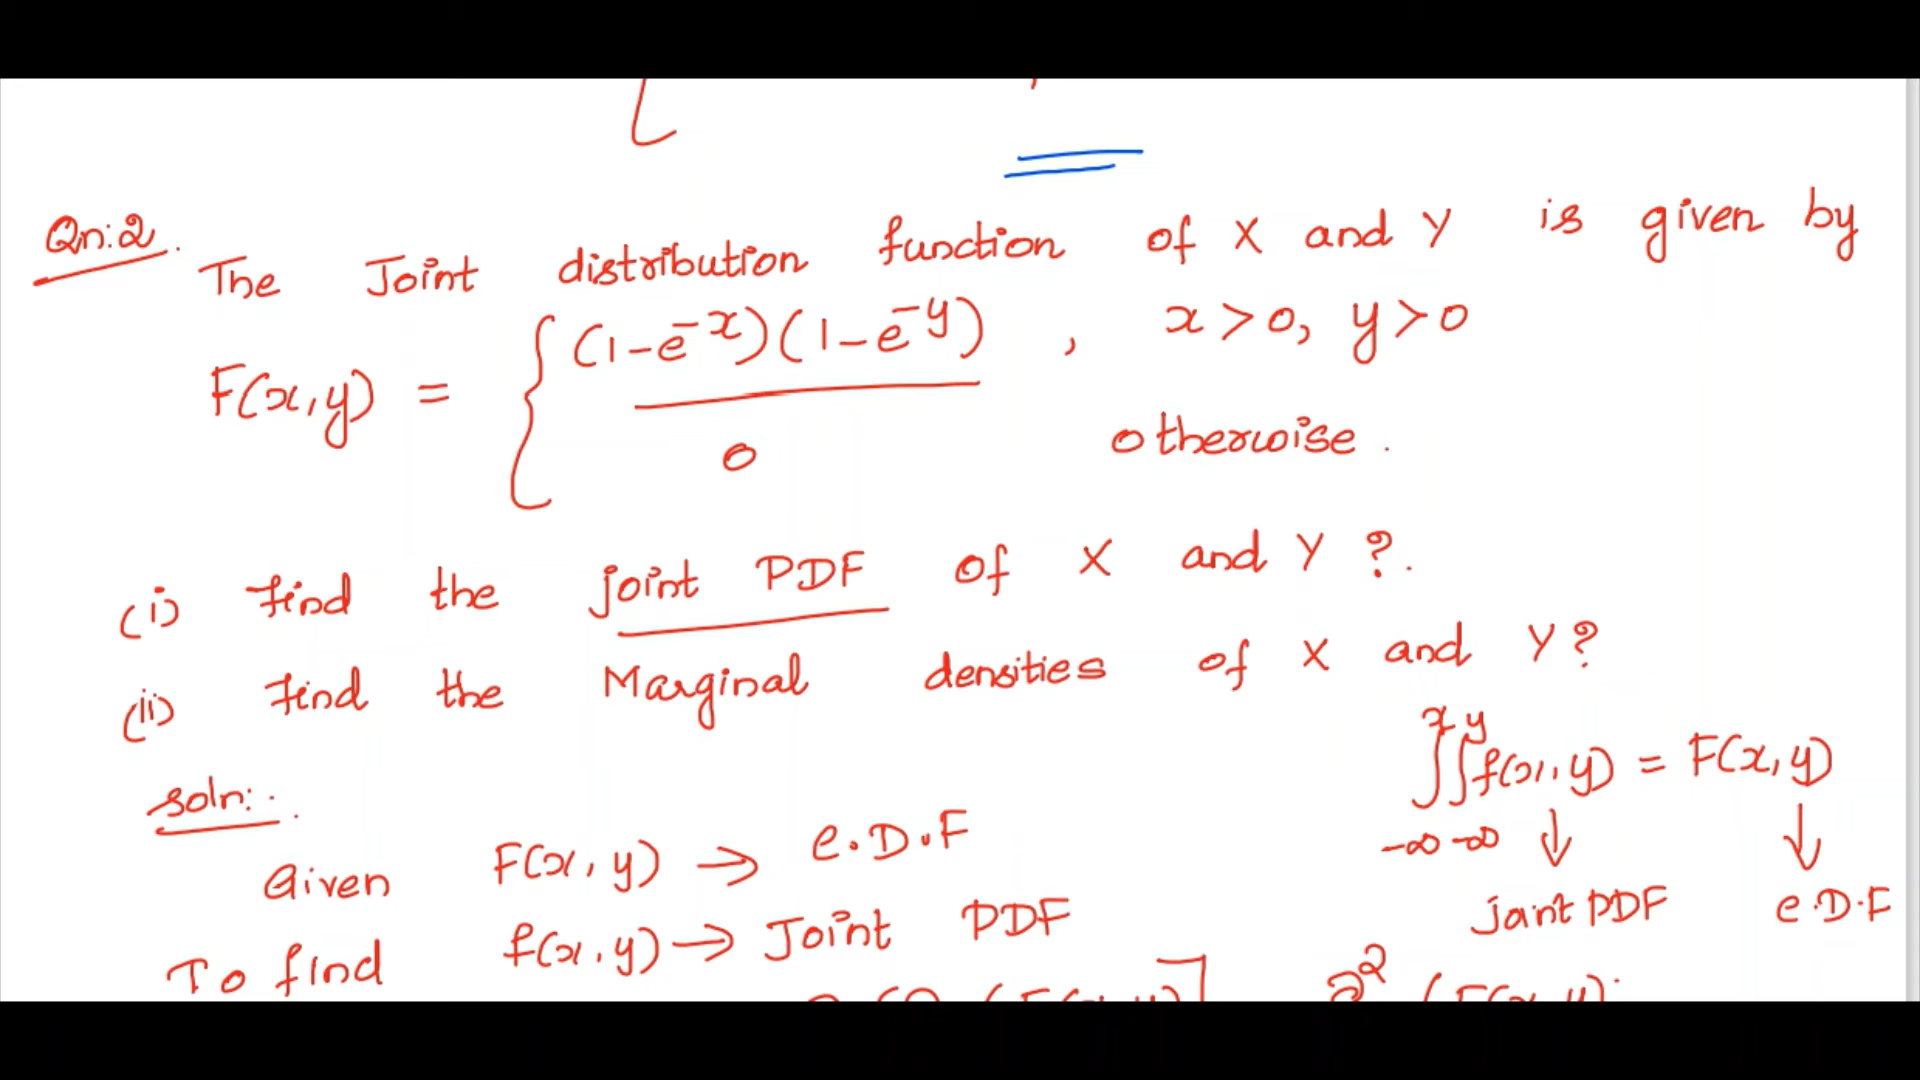 Qn:2.
The Joint distribution function of X and Y is given by
F(x,y) = { (1-e^-x)(1-e^-y) , x>0, y>0
0 otherwise.
(i) Find the joint PDF of X and Y ?.
(ii) Find the Marginal densities of X and Y?
Soln:.
∫∫ f(x,y) = F(x,y)
x y
-∞ -∞ ↓ ↓
joint PDF C.D.F
Given F(x,y) → C.D.F
To find f(x,y) → Joint PDF